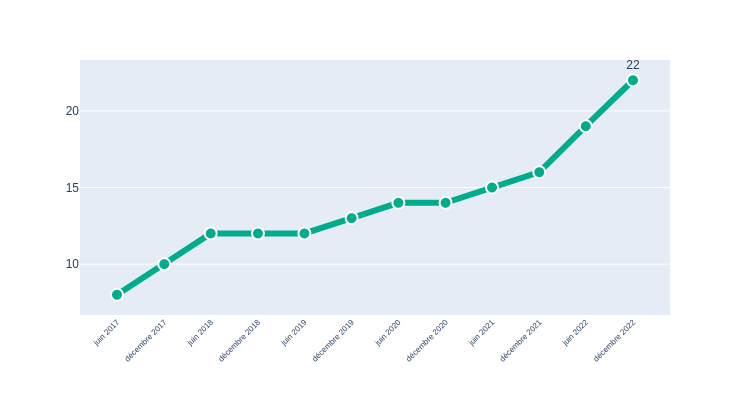 22
20
15
10
juin 2017
décembre 2017
juin 2018
décembre 2018
juin 2019
décembre 2019
juin 2020
décembre 2020
juin 2021
décembre 2021
juin 2022
décembre 2022